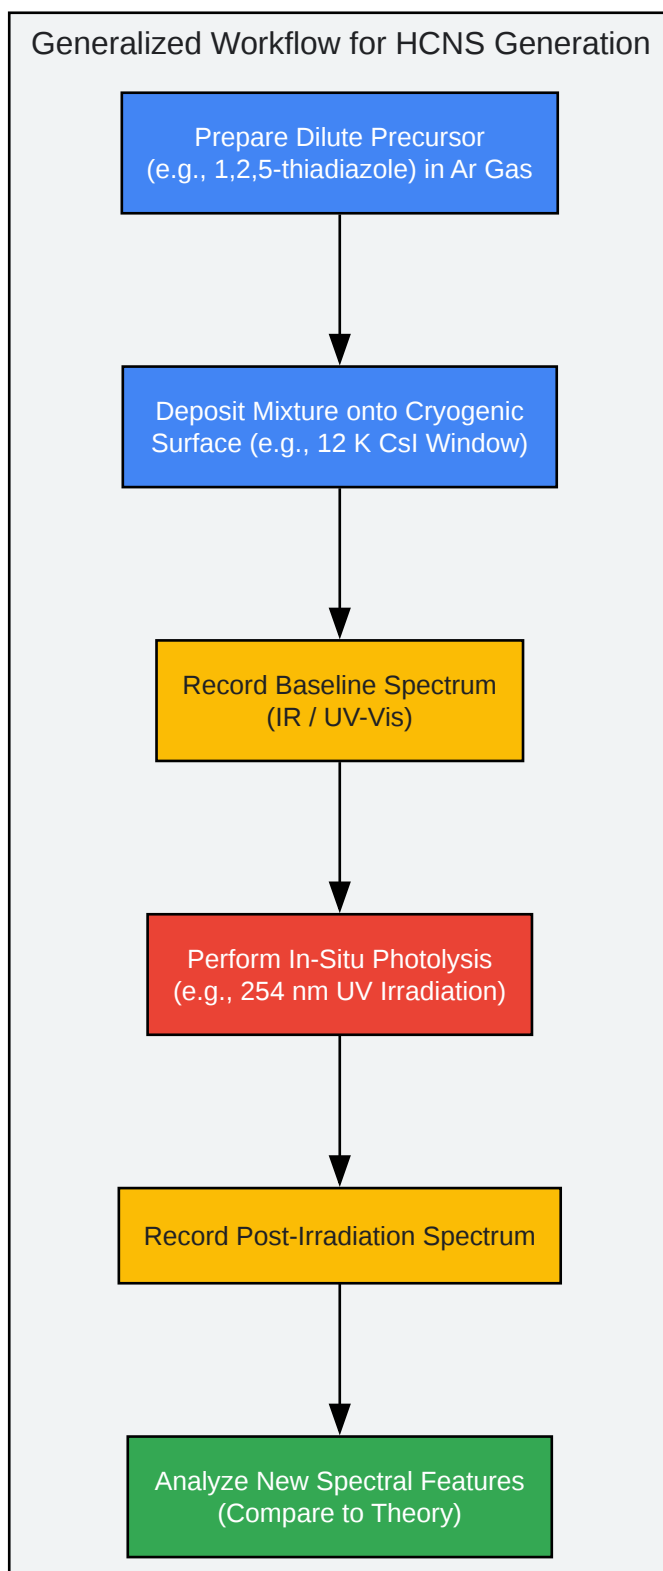 Generalized Workflow for HCNS Generation
Prepare Dilute Precursor
(e.g., 1,2,5-thiadiazole) in Ar Gas
Deposit Mixture onto Cryogenic
Surface (e.g., 12 K CsI Window)
Record Baseline Spectrum
(IR / UV-Vis)
Perform In-Situ Photolysis
(e.g., 254 nm UV Irradiation)
Record Post-Irradiation Spectrum
Analyze New Spectral Features
(Compare to Theory)